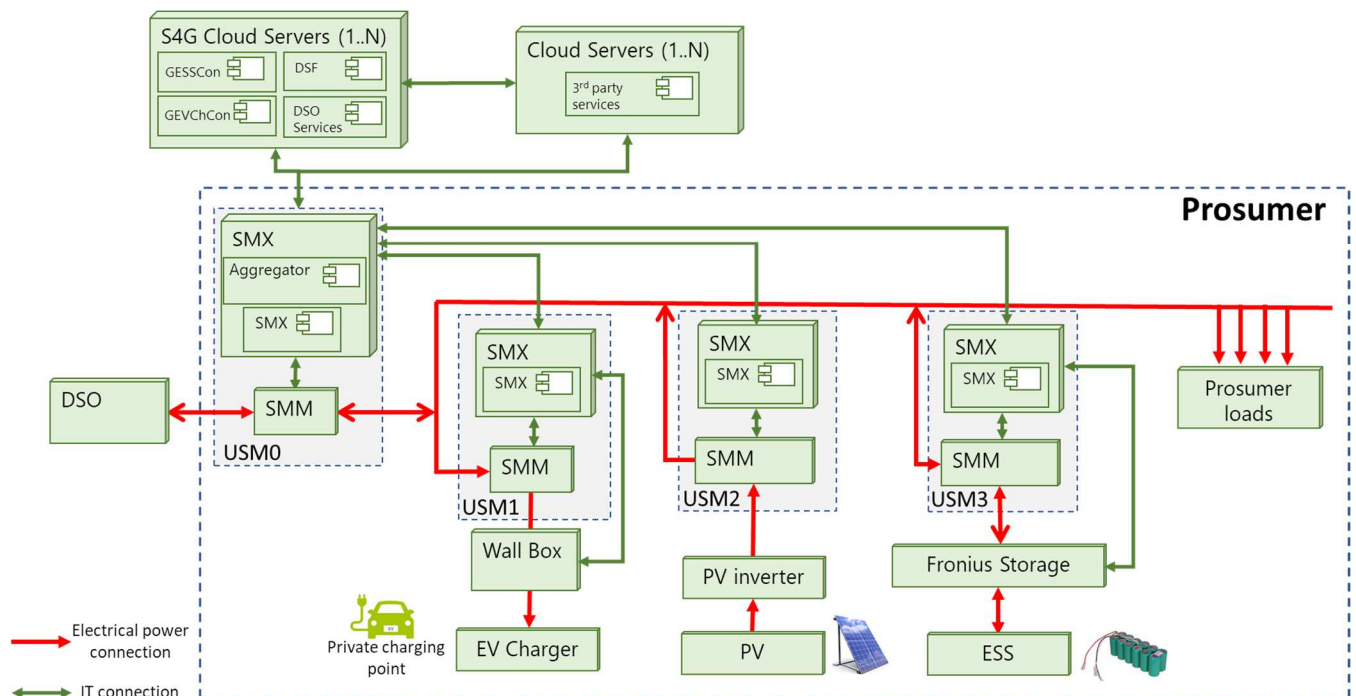 S4G Cloud Servers (1..N)
GESSCon
DSF
GEVChCon
DSO
Services
Cloud Servers (1..N)
3rd party
services
Prosumer
SMX
Aggregator
SMX
SMM
USM0
DSO
SMX
SMX
SMM
USM1
Wall Box
EV Charger
Private charging
point
EV
SMX
SMX
SMM
USM2
PV inverter
PV
SMX
SMX
SMM
USM3
Fronius Storage
ESS
Prosumer
loads
Electrical power
connection
IT connection